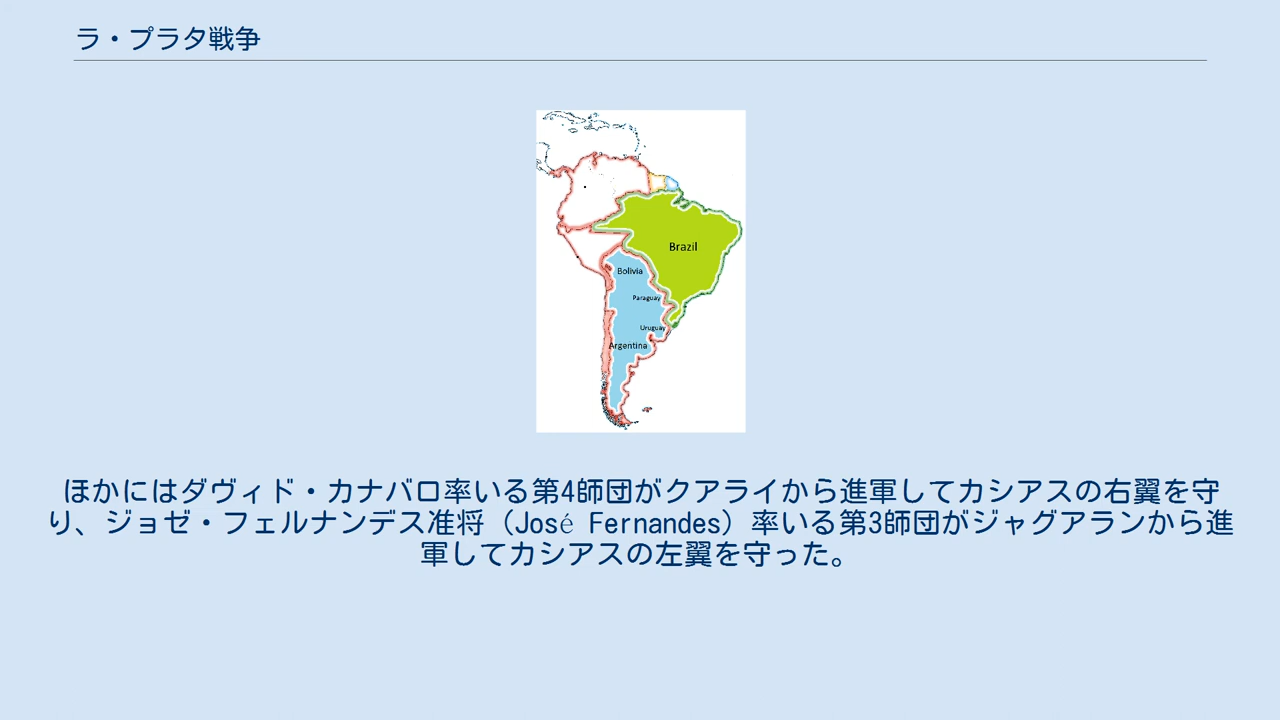 ラ・プラタ戦争
Brazil
Bolivia
Paraguay
Uruguay
Argentina
ほかにはダヴィド・カナバロ率いる第4師団がクアライから進軍してカシアスの右翼を守
り、ジョゼ・フェルナンデス准将（José Fernandes）率いる第3師団がジャグアランから進
軍してカシアスの左翼を守った。